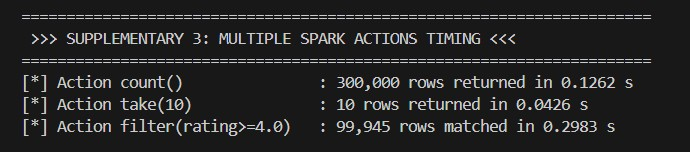 ==============================================================
>>> SUPPLEMENTARY 3: MULTIPLE SPARK ACTIONS TIMING <<<
==============================================================
[*] Action count()              : 300,000 rows returned in 0.1262 s
[*] Action take(10)             : 10 rows returned in 0.0426 s
[*] Action filter(rating>=4.0)   : 99,945 rows matched in 0.2983 s